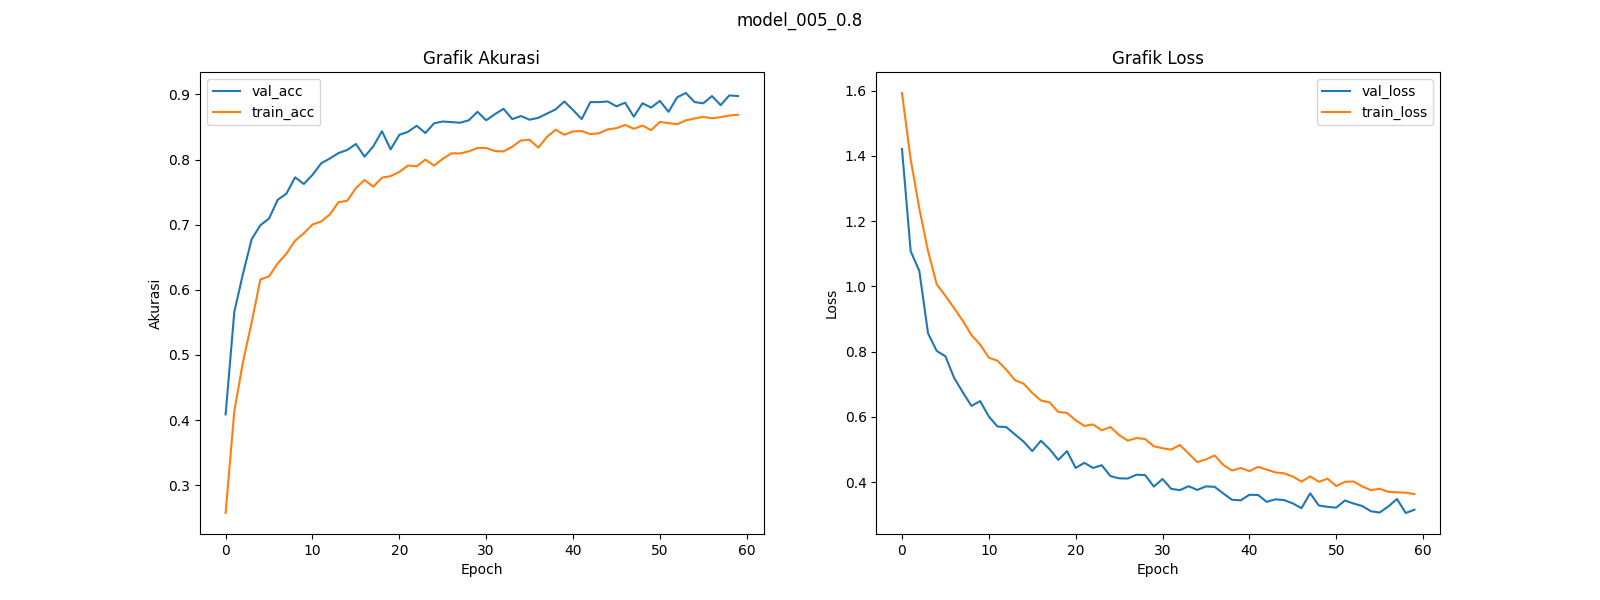 model_005_0.8
Grafik Akurasi
val_acc
train_acc
Akurasi
0.9
0.8
0.7
0.6
0.5
0.4
0.3
0 10 20 30 40 50 60
Epoch
Grafik Loss
val_loss
train_loss
Loss
1.6
1.4
1.2
1.0
0.8
0.6
0.4
0 10 20 30 40 50 60
Epoch